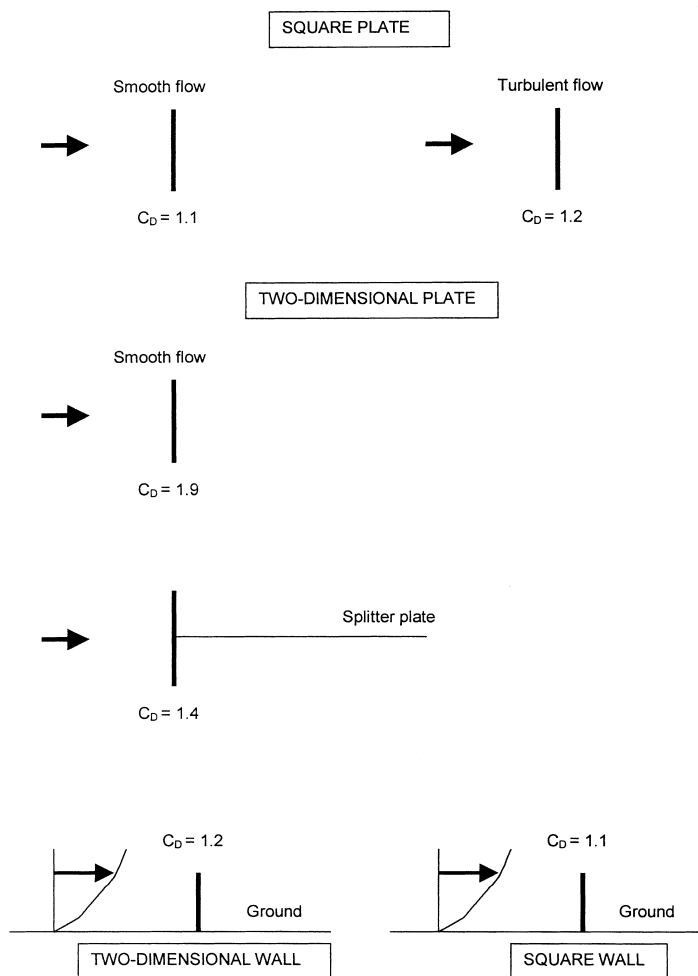 SQUARE PLATE
Smooth flow
Turbulent flow
C_D = 1.1
C_D = 1.2
TWO-DIMENSIONAL PLATE
Smooth flow
C_D = 1.9
Splitter plate
C_D = 1.4
C_D = 1.2
C_D = 1.1
Ground
Ground
TWO-DIMENSIONAL WALL
SQUARE WALL